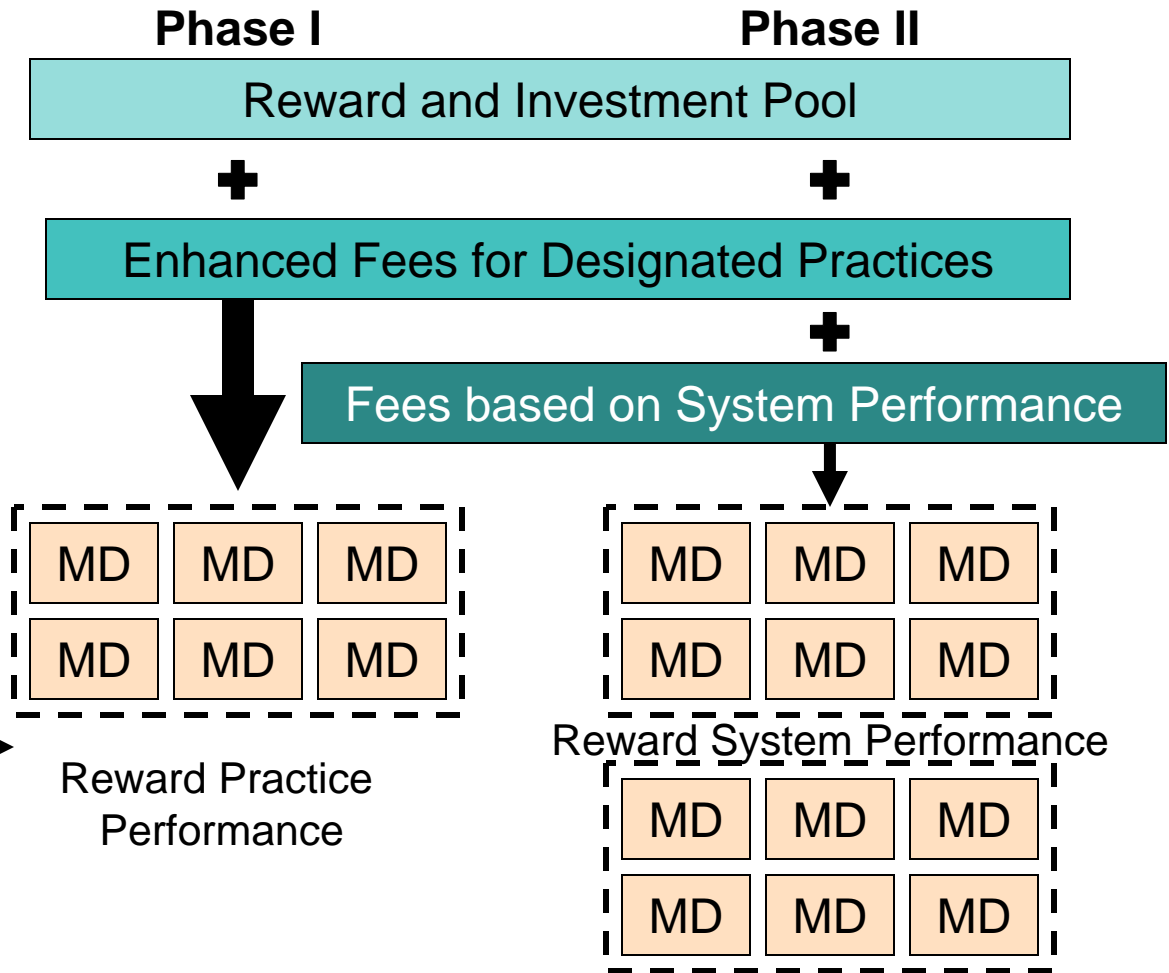 Phase I
Phase II
Reward and Investment Pool
Enhanced Fees for Designated Practices
Fees based on System Performance
MD MD MD
MD MD MD
Reward Practice
Performance
MD MD MD
MD MD MD
Reward System Performance
MD MD MD
MD MD MD